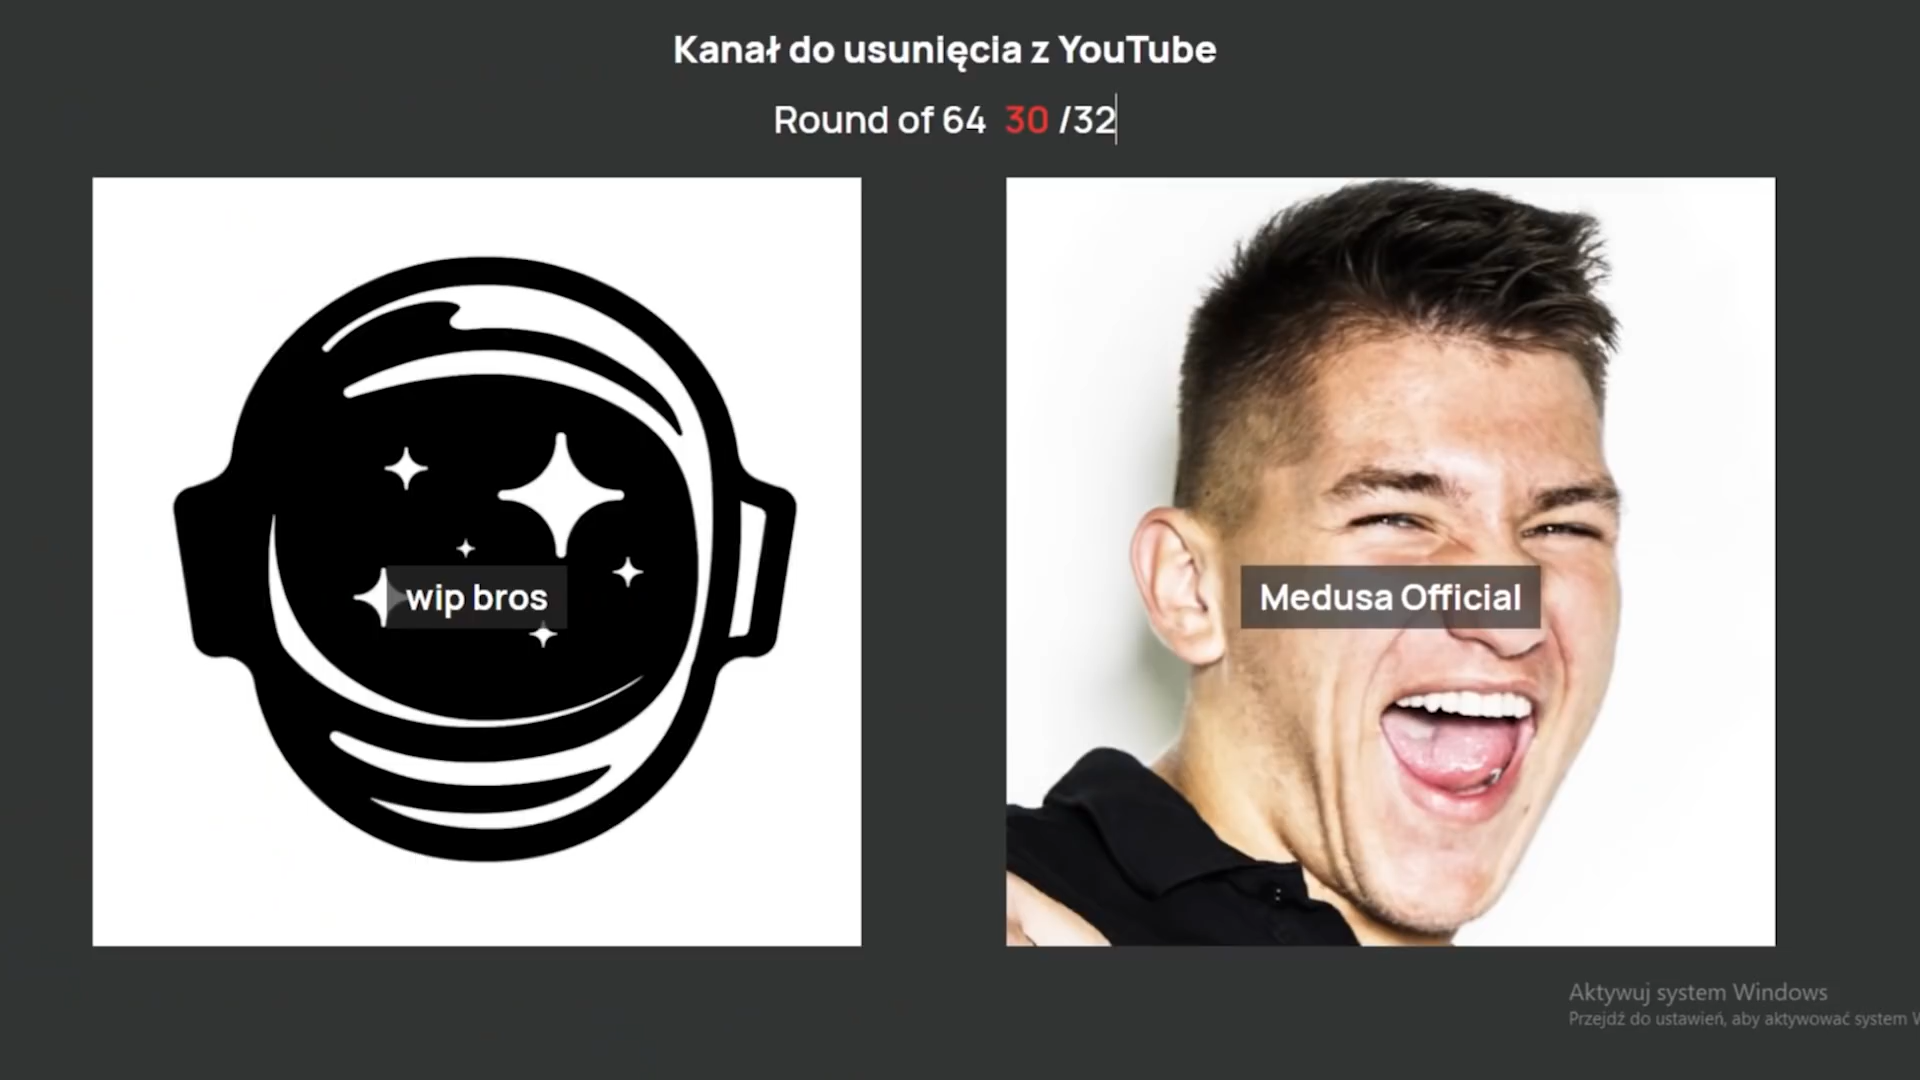 Kanał do usunięcia z YouTube
Round of 64 30 /32
wip bros
Medusa Official
Aktywuj system Windows
Przejdź do ustawień, aby aktywować system